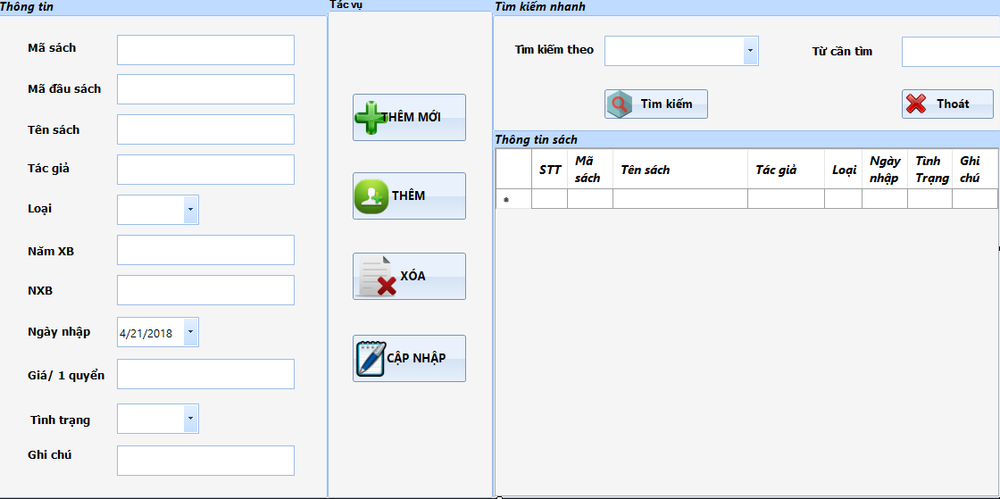 Thông tin
Mã sách
Mã đầu sách
Tên sách
Tác giả
Loại
Năm XB
NXB
Ngày nhập
4/21/2018
Giá/ 1 quyển
Tình trạng
Ghi chú
Tác vụ
THÊM MỚI
THÊM
XÓA
CẬP NHẬP
Tìm kiếm nhanh
Tìm kiếm theo
Từ cần tìm
Tìm kiếm
Thoát
Thông tin sách
STT
Mã
sách
Tên sách
Tác giả
Loại
Ngày
nhập
Tình
Trạng
Ghi
chú
*